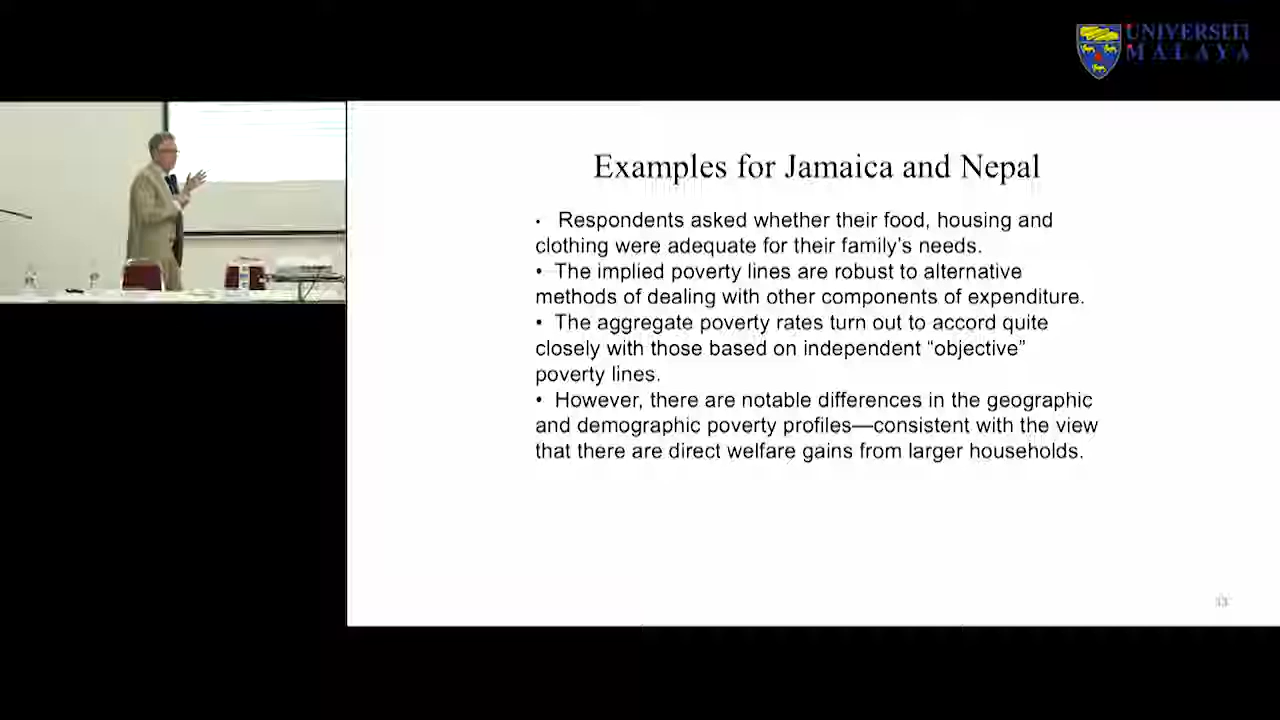 UNIVERSITI
MALAYA
Examples for Jamaica and Nepal
• Respondents asked whether their food, housing and
clothing were adequate for their family’s needs.
• The implied poverty lines are robust to alternative
methods of dealing with other components of expenditure.
• The aggregate poverty rates turn out to accord quite
closely with those based on independent “objective”
poverty lines.
• However, there are notable differences in the geographic
and demographic poverty profiles—consistent with the view
that there are direct welfare gains from larger households.